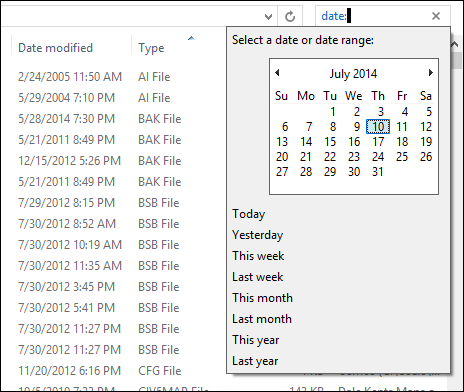 date:
Date modified Type
Select a date or date range:
July 2014
Su Mo Tu We Th Fr Sa
1 2 3 4 5
6 7 8 9 10 11 12
13 14 15 16 17 18 19
20 21 22 23 24 25 26
27 28 29 30 31
Today
Yesterday
This week
Last week
This month
Last month
This year
Last year
2/24/2005 11:50 AM AI File
5/29/2004 7:10 PM AI File
5/28/2014 7:30 PM BAK File
5/21/2011 8:49 PM BAK File
12/15/2012 5:26 PM BAK File
5/21/2011 8:49 PM BAK File
7/29/2012 8:15 PM BSB File
7/30/2012 8:52 AM BSB File
7/30/2012 10:19 AM BSB File
7/30/2012 11:35 AM BSB File
7/30/2012 3:45 PM BSB File
7/30/2012 5:41 PM BSB File
7/30/2012 11:27 PM BSB File
7/30/2012 11:27 PM BSB File
11/20/2012 6:16 PM CFG File